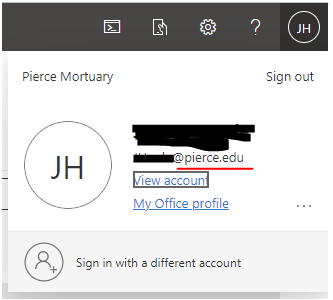 JH
Pierce Mortuary
Sign out
JH
@pierce.edu
View account
My Office profile
...
Sign in with a different account